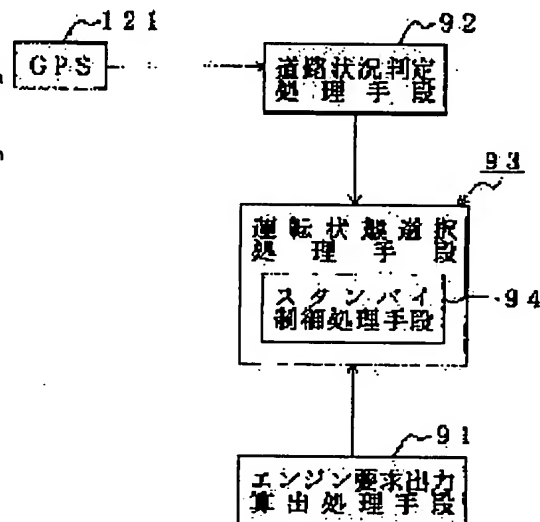 121
GPS
92
道路状況判定
処理手段
93
運転状態選択
処理手段
スタンバイ
制御処理手段
94
91
エンジン要求出力
算出処理手段